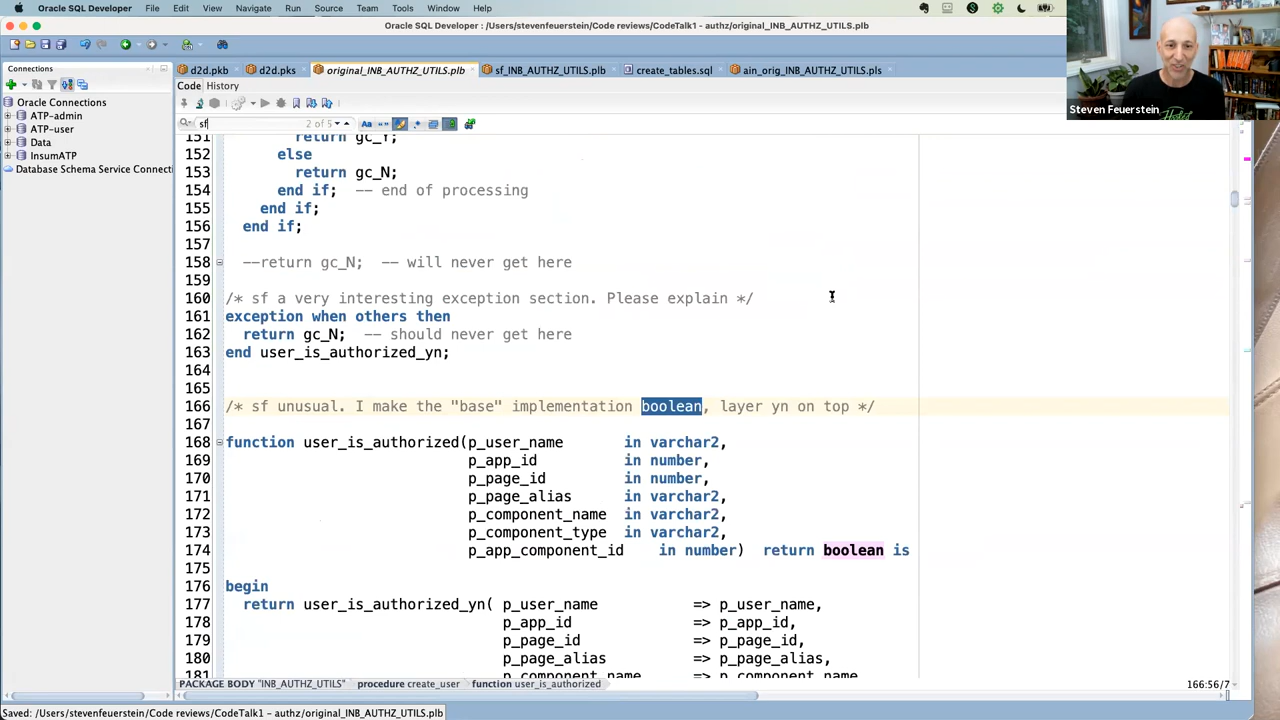 SQL Developer File Edit View Navigate Run Source Team Tools Window Help
Oracle SQL Developer : /Users/stevenfeuerstein/Code reviews/CodeTalk1 - authz/original_INB_AUTHZ_UTILS.plb
Steven Feuerstein
Connections
Oracle Connections
ATP-admin
ATP-user
Data
InsumATP
Database Schema Service Connecti
d2d.pkb d2d.pks original_INB_AUTHZ_UTILS.plb sf_INB_AUTHZ_UTILS.plb create_tables.sql ain_orig_INB_AUTHZ_UTILS.pls
Code History
sf 2 of 5 Aa
151 return gc_Y;
152 else
153 return gc_N;
154 end if; -- end of processing
155 end if;
156 end if;
157
158 --return gc_N; -- will never get here
159
160 /* sf a very interesting exception section. Please explain */
161 exception when others then
162 return gc_N; -- should never get here
163 end user_is_authorized_yn;
164
165
166 /* sf unusual. I make the "base" implementation boolean, layer yn on top */
167
168 function user_is_authorized(p_user_name in varchar2,
169 p_app_id in number,
170 p_page_id in number,
171 p_page_alias in varchar2,
172 p_component_name in varchar2,
173 p_component_type in varchar2,
174 p_app_component_id in number) return boolean is
175
176 begin
177 return user_is_authorized_yn( p_user_name => p_user_name,
178 p_app_id => p_app_id,
179 p_page_id => p_page_id,
180 p_page_alias => p_page_alias,
181 p_component_name => p_component_name
PACKAGE BODY "INB_AUTHZ_UTILS" procedure create_user function user_is_authorized 166:56/7
Saved: /Users/stevenfeuerstein/Code reviews/CodeTalk1 - authz/original_INB_AUTHZ_UTILS.plb